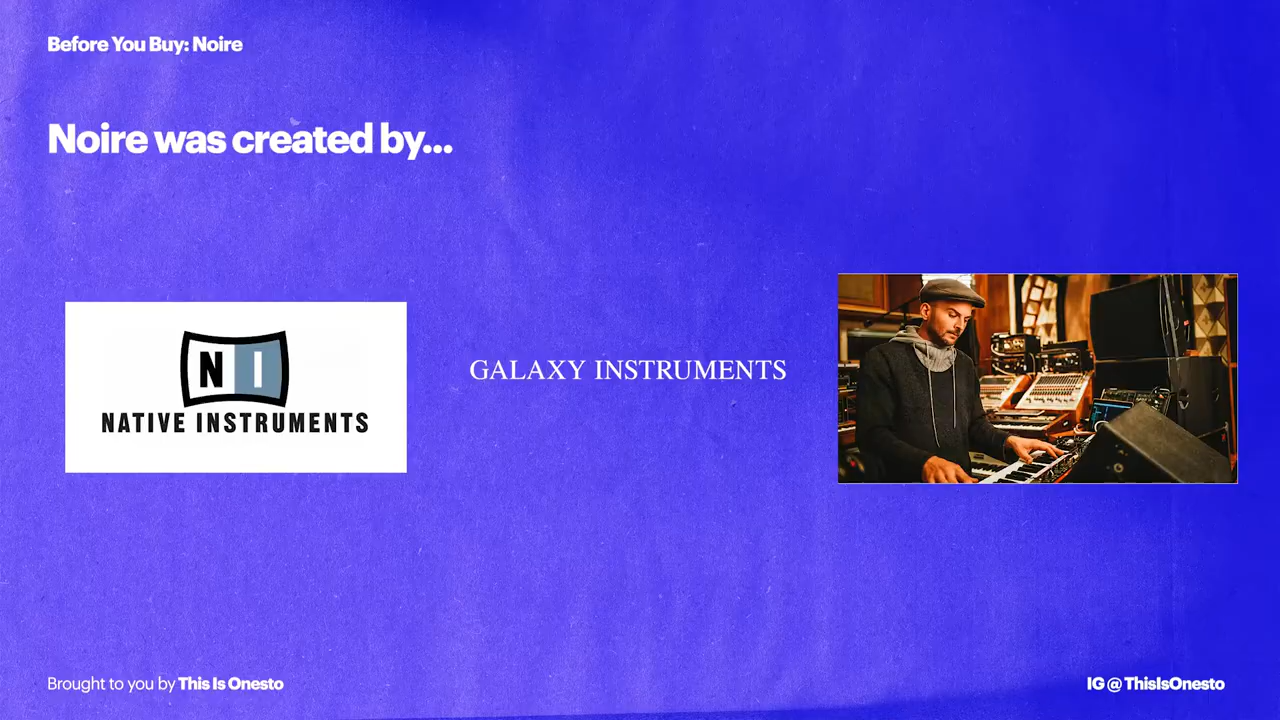 Before You Buy: Noire
Noire was created by...
NI
NATIVE INSTRUMENTS
GALAXY INSTRUMENTS
Brought to you by This Is Onesto
IG @ ThisIsOnesto